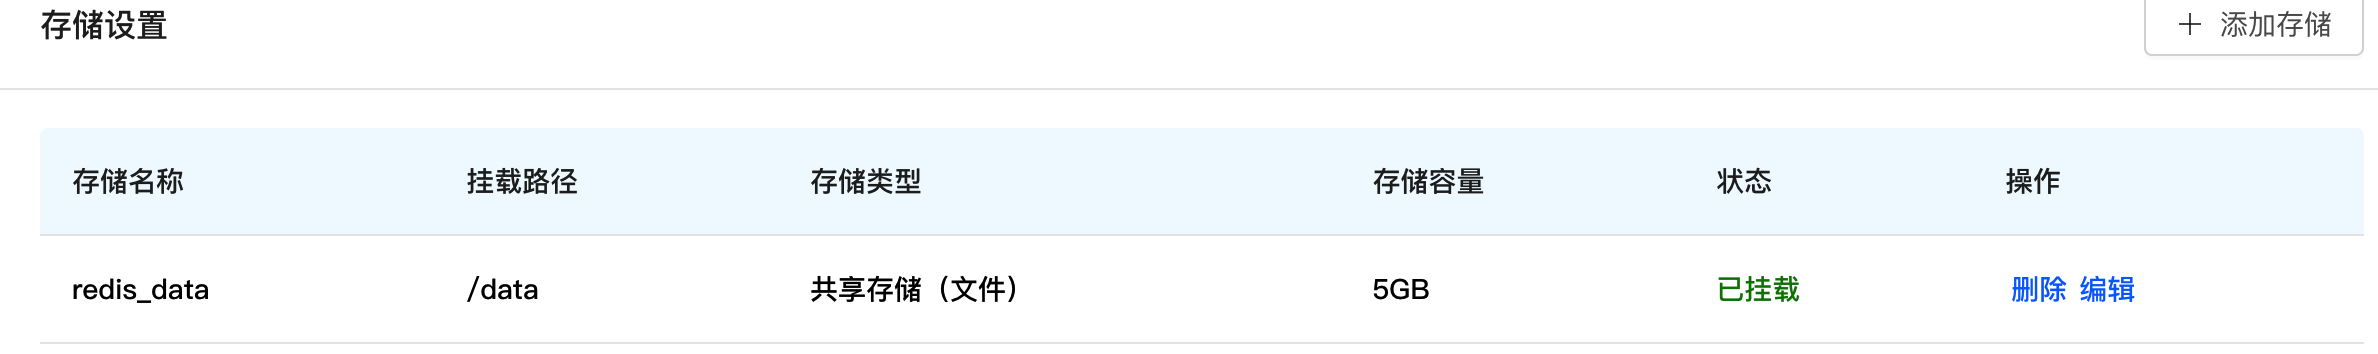 存储设置
添加存储
存储名称 挂载路径 存储类型 存储容量 状态 操作
redis_data /data 共享存储（文件） 5GB 已挂载 删除 编辑